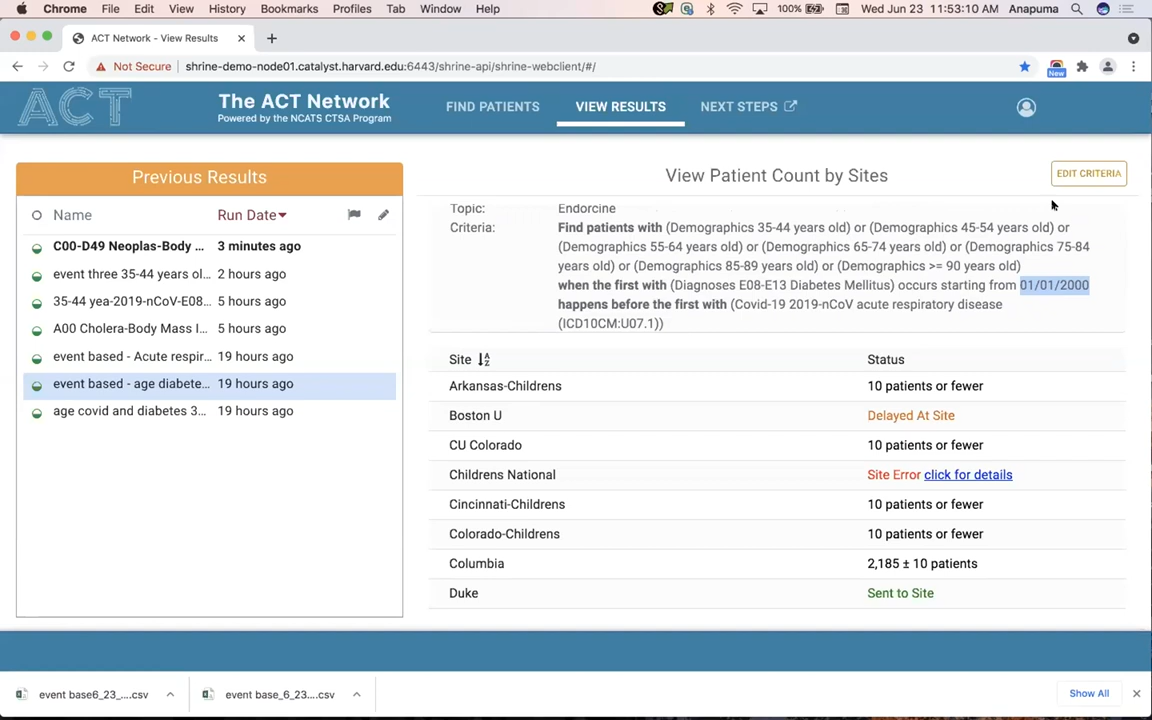 Chrome File Edit View History Bookmarks Profiles Tab Window Help 100% Wed Jun 23 11:53:10 AM Anapuma
ACT Network - View Results
Not Secure shrine-demo-node01.catalyst.harvard.edu:6443/shrine-api/shrine-webclient/#/
New
ACT
The ACT Network
Powered by the NCATS CTSA Program
FIND PATIENTS VIEW RESULTS NEXT STEPS
Previous Results
Name Run Date
C00-D49 Neoplas-Body ... 3 minutes ago
event three 35-44 years ol... 2 hours ago
35-44 yea-2019-nCoV-E08... 5 hours ago
A00 Cholera-Body Mass I... 5 hours ago
event based - Acute respir... 19 hours ago
event based - age diabete... 19 hours ago
age covid and diabetes 3... 19 hours ago
View Patient Count by Sites
EDIT CRITERIA
Topic: Endorcine
Criteria: Find patients with (Demographics 35-44 years old) or (Demographics 45-54 years old) or
(Demographics 55-64 years old) or (Demographics 65-74 years old) or (Demographics 75-84
years old) or (Demographics 85-89 years old) or (Demographics >= 90 years old)
when the first with (Diagnoses E08-E13 Diabetes Mellitus) occurs starting from 01/01/2000
happens before the first with (Covid-19 2019-nCoV acute respiratory disease
(ICD10CM:U07.1))
Site Status
Arkansas-Childrens 10 patients or fewer
Boston U Delayed At Site
CU Colorado 10 patients or fewer
Childrens National Site Error click for details
Cincinnati-Childrens 10 patients or fewer
Colorado-Childrens 10 patients or fewer
Columbia 2,185 ± 10 patients
Duke Sent to Site
event base6_23_....csv event base_6_23....csv Show All